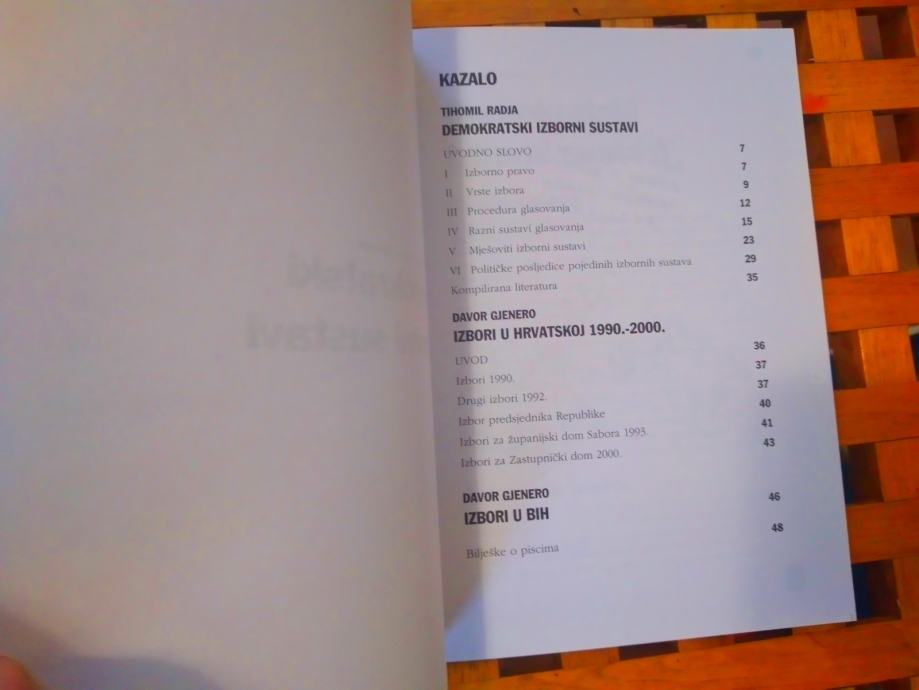 KAZALO
TIHOMIL RADJA
DEMOKRATSKI IZBORNI SUSTAVI
UVODNO SLOVO 7
I Izborno pravo 7
II Vrste izbora 9
III Procedura glasovanja 12
IV Razni sustavi glasovanja 15
V Mješoviti izborni sustavi 23
VI Političke posljedice pojedinih izbornih sustava 29
Kompilirana literatura 35
DAVOR GJENERO
IZBORI U HRVATSKOJ 1990.-2000.
UVOD 36
Izbori 1990. 37
Drugi izbori 1992. 37
Izbor predsjednika Republike 40
Izbori za županijski dom Sabora 1993. 41
Izbori za Zastupnički dom 2000. 43
DAVOR GJENERO
IZBORI U BIH 46
Bilješke o piscima 48